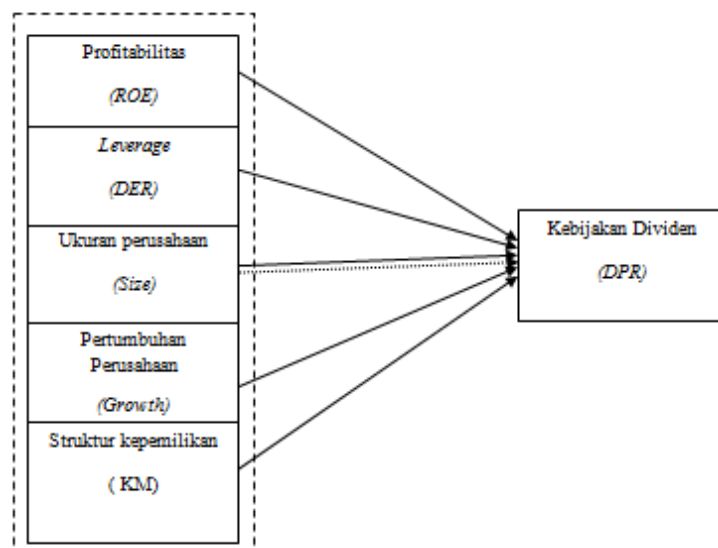 Profitabilitas
(ROE)
Leverage
(DER)
Ukuran perusahaan
(Size)
Pertumbuhan
Perusahaan
(Growth)
Struktur kepemilikan
( KM)
Kebijakan Dividen
(DPR)